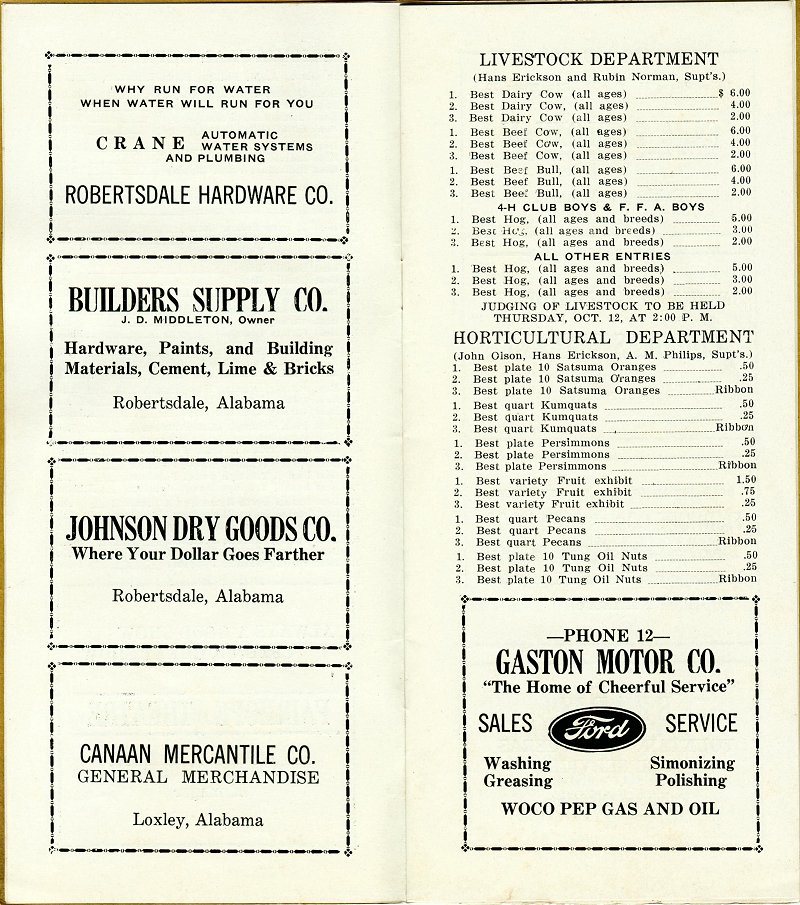 WHY RUN FOR WATER
WHEN WATER WILL RUN FOR YOU
CRANE AUTOMATIC
WATER SYSTEMS
AND PLUMBING
ROBERTSDALE HARDWARE CO.
BUILDERS SUPPLY CO.
J. D. MIDDLETON, Owner
Hardware, Paints, and Building
Materials, Cement, Lime & Bricks
Robertsdale, Alabama
JOHNSON DRY GOODS CO.
Where Your Dollar Goes Farther
Robertsdale, Alabama
CANAAN MERCANTILE CO.
GENERAL MERCHANDISE
Loxley, Alabama
LIVESTOCK DEPARTMENT
(Hans Erickson and Rubin Norman, Supt's.)
1. Best Dairy Cow (all ages) $ 6.00
2. Best Dairy Cow, (all ages) 4.00
3. Best Dairy Cow (all ages) 2.00
1. Best Beef Cow, (all ages) 6.00
2. Best Beef Cow, (all ages) 4.00
3. Best Beef Cow, (all ages) 2.00
1. Best Beef Bull, (all ages) 6.00
2. Best Beef Bull, (all ages) 4.00
3. Best Beef Bull, (all ages) 2.00
4-H CLUB BOYS & F. F. A. BOYS
1. Best Hog, (all ages and breeds) 5.00
2. Best Hog, (all ages and breeds) 3.00
3. Best Hog, (all ages and breeds) 2.00
ALL OTHER ENTRIES
1. Best Hog, (all ages and breeds) 5.00
2. Best Hog, (all ages and breeds) 3.00
3. Best Hog, (all ages and breeds) 2.00
JUDGING OF LIVESTOCK TO BE HELD
THURSDAY, OCT. 12, AT 2:00 P. M.
HORTICULTURAL DEPARTMENT
(John Olson, Hans Erickson, A. M. Philips, Supt's.)
1. Best plate 10 Satsuma Oranges .50
2. Best plate 10 Satsuma Oranges .25
3. Best plate 10 Satsuma Oranges Ribbon
1. Best quart Kumquats .50
2. Best quart Kumquats .25
3. Best quart Kumquats Ribbon
1. Best plate Persimmons .50
2. Best plate Persimmons .25
3. Best plate Persimmons Ribbon
1. Best variety Fruit exhibit 1.50
2. Best variety Fruit exhibit .75
3. Best variety Fruit exhibit .25
1. Best quart Pecans .50
2. Best quart Pecans .25
3. Best quart Pecans Ribbon
1. Best plate 10 Tung Oil Nuts .50
2. Best plate 10 Tung Oil Nuts .25
3. Best plate 10 Tung Oil Nuts Ribbon
—PHONE 12—
GASTON MOTOR CO.
"The Home of Cheerful Service"
SALES Ford SERVICE
Washing Simonizing
Greasing Polishing
WOCO PEP GAS AND OIL